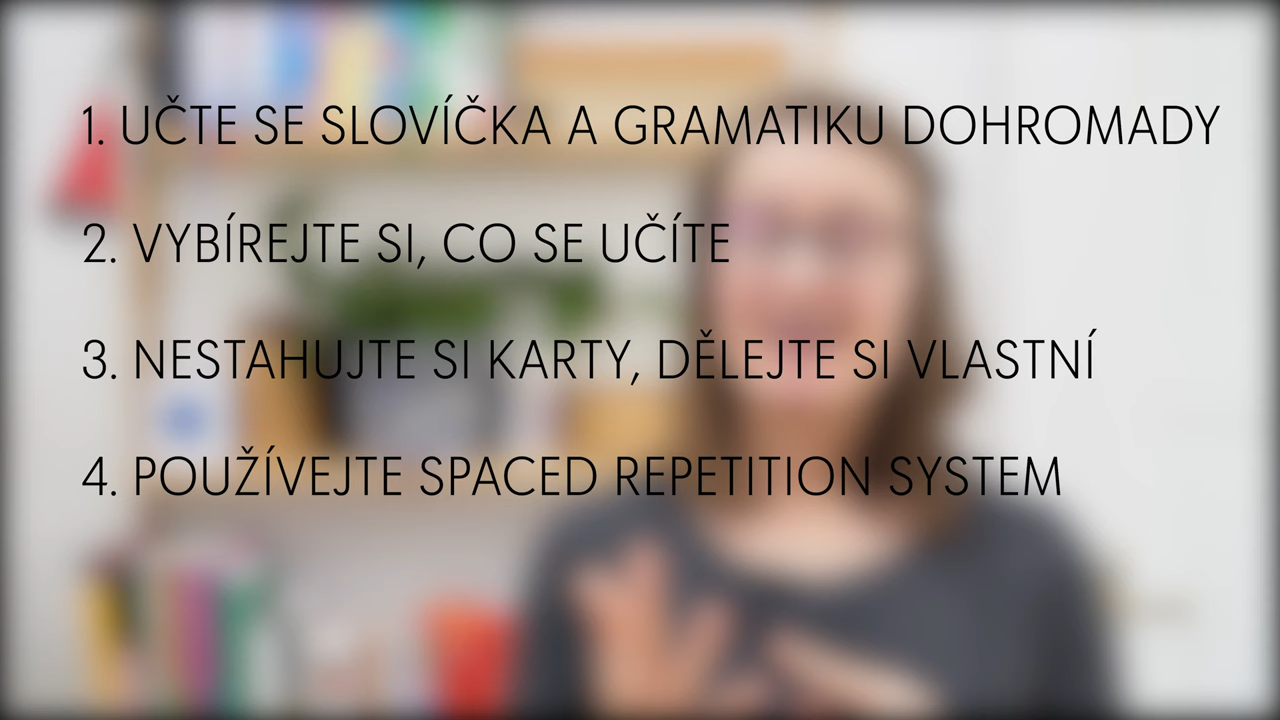 1. UČTE SE SLOVÍČKA A GRAMATIKU DOHROMADY
2. VYBÍREJTE SI, CO SE UČÍTE
3. NESTAHUJTE SI KARTY, DĚLEJTE SI VLASTNÍ
4. POUŽÍVEJTE SPACED REPETITION SYSTEM